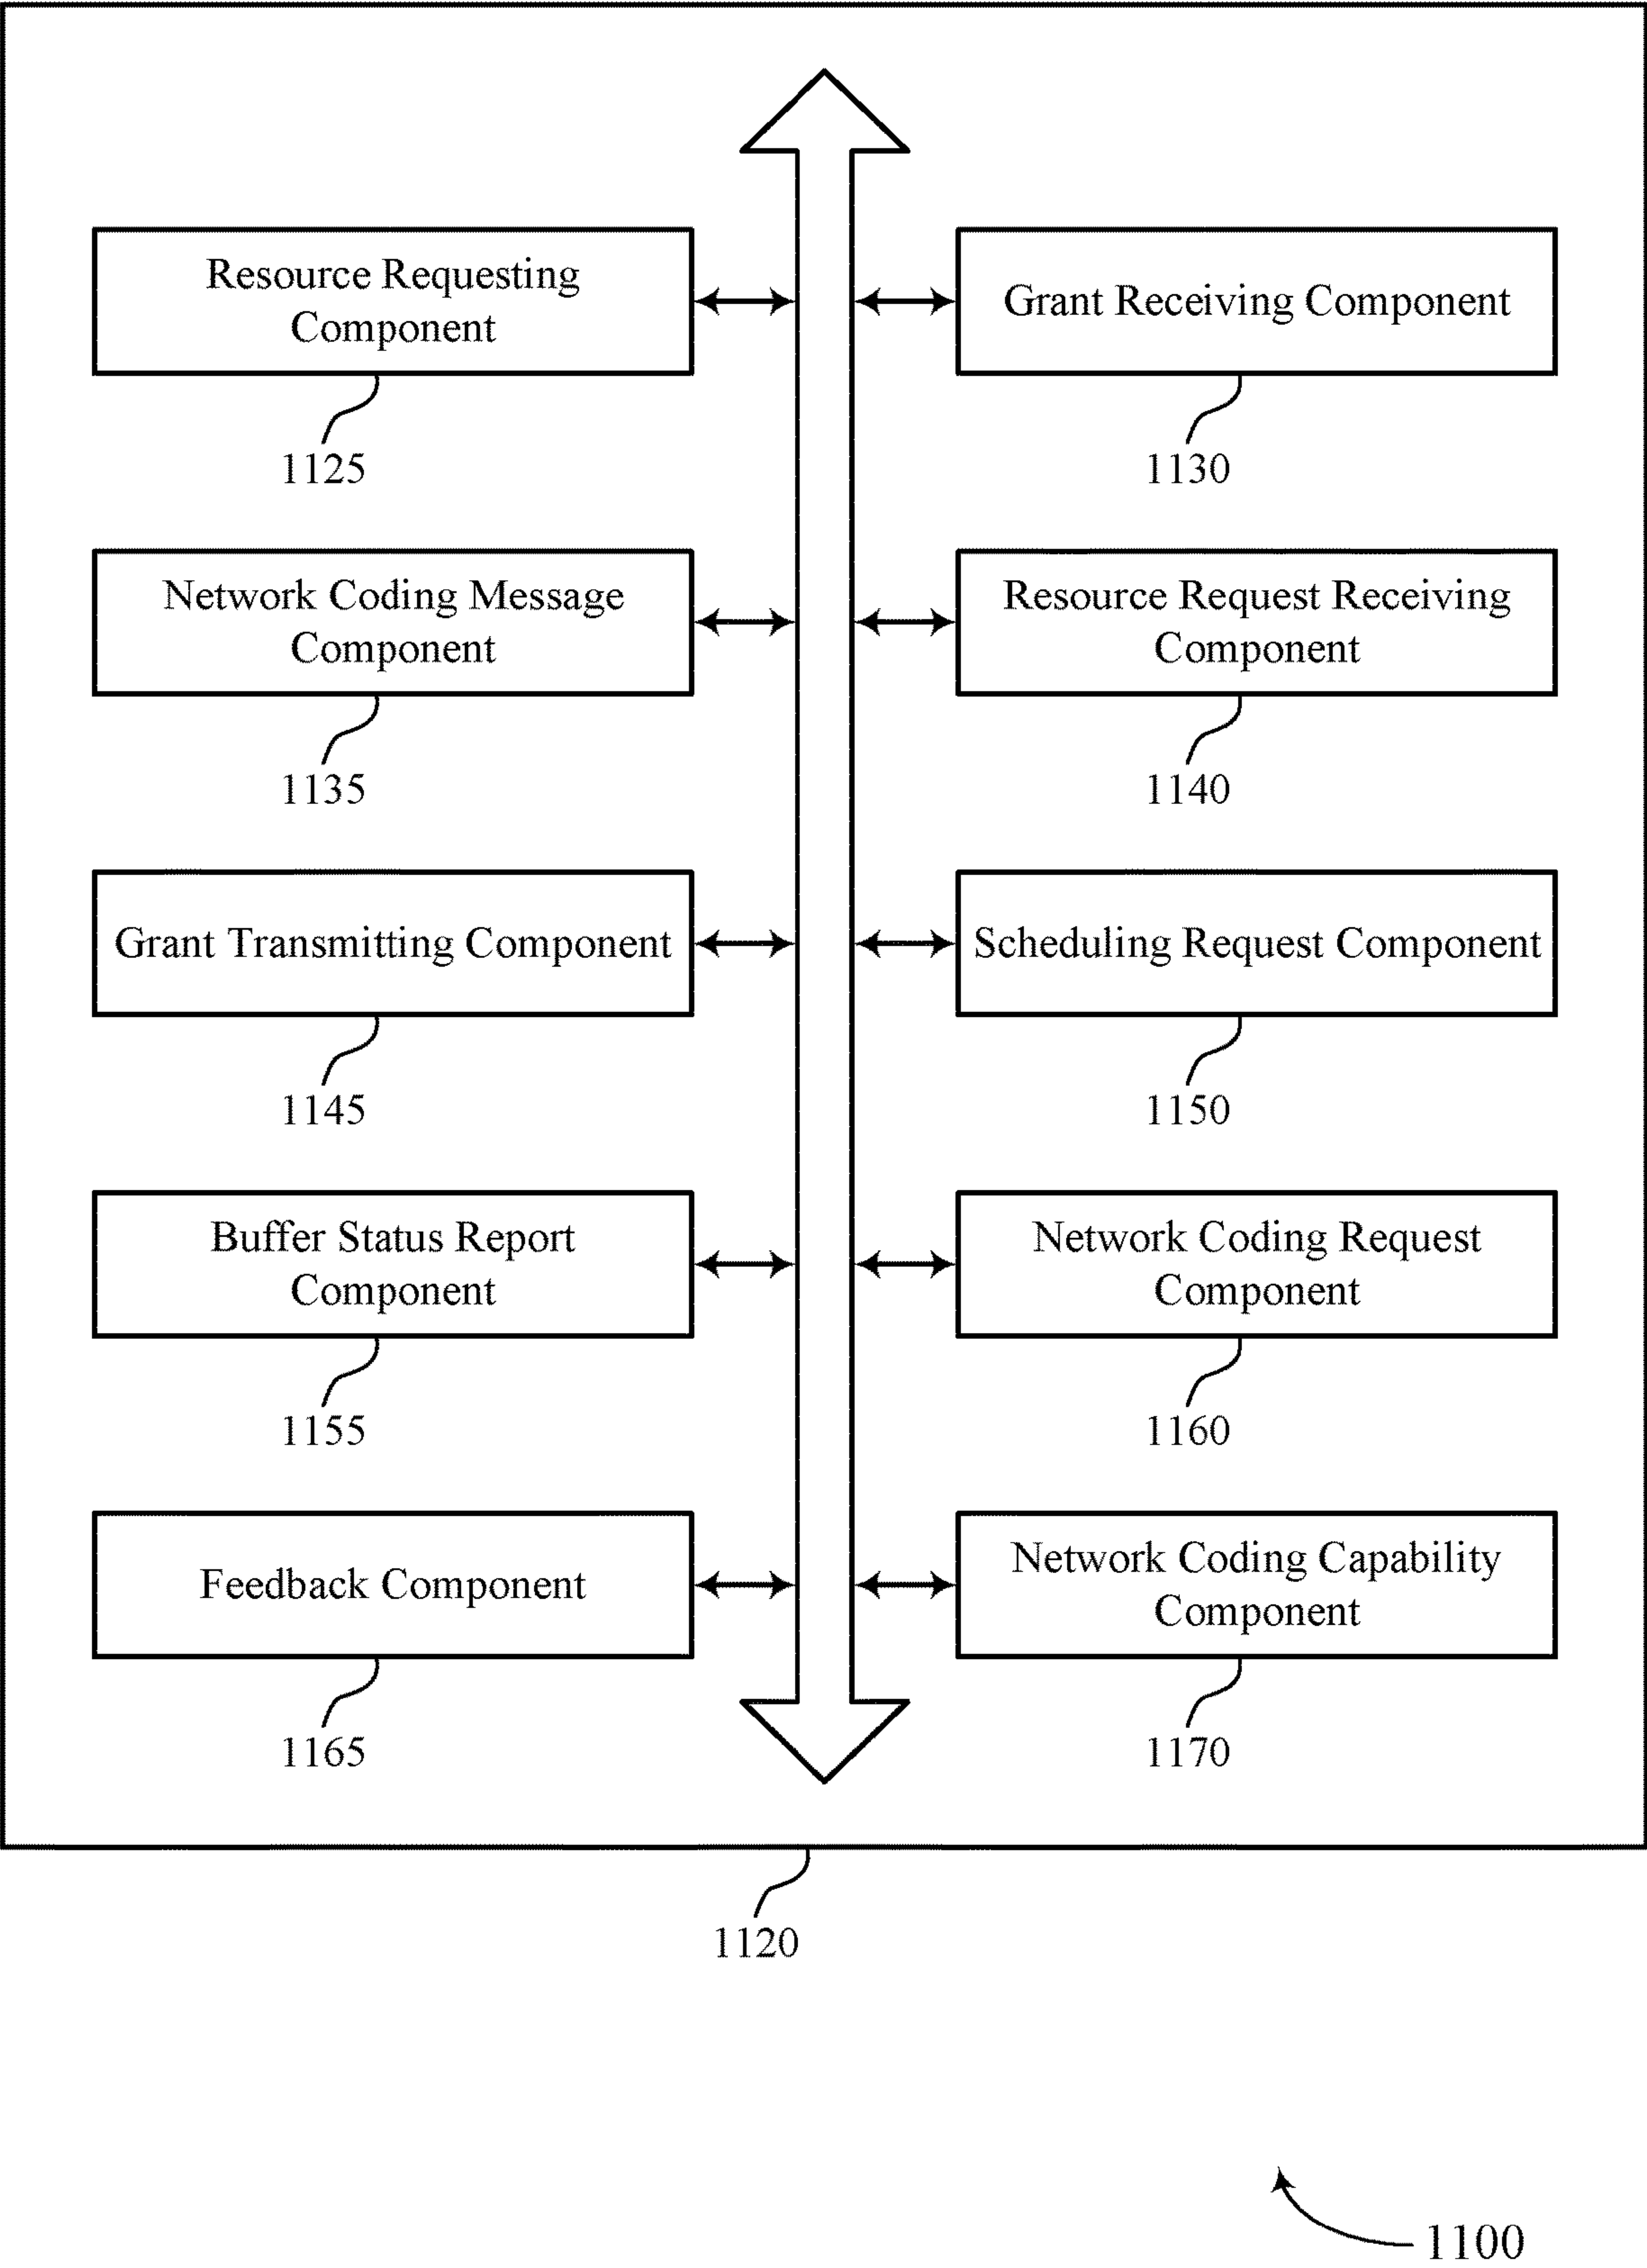 Resource Requesting
Component
1125
Grant Receiving Component
1130
Network Coding Message
Component
1135
Resource Request Receiving
Component
1140
Grant Transmitting Component
1145
Scheduling Request Component
1150
Buffer Status Report
Component
1155
Network Coding Request
Component
1160
Feedback Component
1165
Network Coding Capability
Component
1170
1120
1100